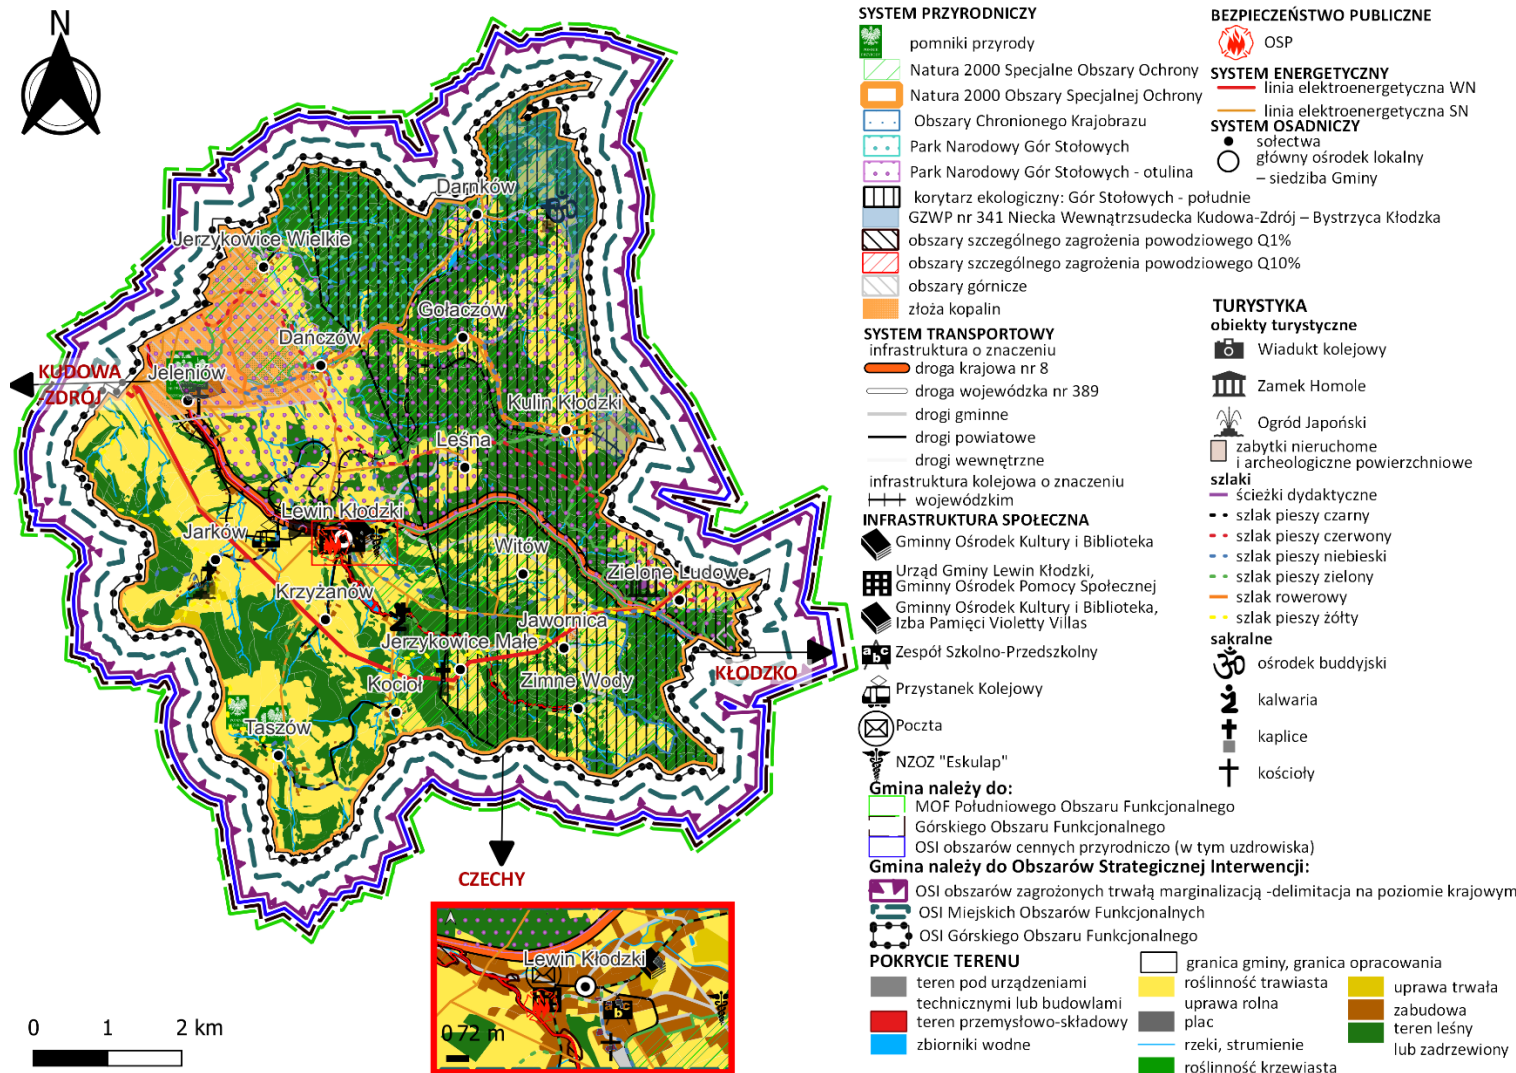 N
Darnków
Jerzykowice Wielkie
Gołaczów
Dańczów
KUDOWA
ZDRÓJ
Jeleniów
Kulin Kłodzki
Leśna
Lewin Kłodzki
Jarków
Witów
Zielone Ludowe
Krzyżanów
Jawornica
Jerzykowice Małe
KŁODZKO
Kocioł
Zimne Wody
Taszów
CZECHY
Lewin Kłodzki
0 72 m
0 1 2 km
SYSTEM PRZYRODNICZY
pomniki przyrody
Natura 2000 Specjalne Obszary Ochrony
Natura 2000 Obszary Specjalnej Ochrony
Obszary Chronionego Krajobrazu
Park Narodowy Gór Stołowych
Park Narodowy Gór Stołowych - otulina
korytarz ekologiczny: Gór Stołowych - południe
GZWP nr 341 Niecka Wewnątrzsudecka Kudowa-Zdrój – Bystrzyca Kłodzka
obszary szczególnego zagrożenia powodziowego Q1%
obszary szczególnego zagrożenia powodziowego Q10%
obszary górnicze
złoża kopalin
SYSTEM TRANSPORTOWY
infrastruktura o znaczeniu
droga krajowa nr 8
droga wojewódzka nr 389
drogi gminne
drogi powiatowe
drogi wewnętrzne
infrastruktura kolejowa o znaczeniu
wojewódzkim
INFRASTRUKTURA SPOŁECZNA
Gminny Ośrodek Kultury i Biblioteka
Urząd Gminy Lewin Kłodzki,
Gminny Ośrodek Pomocy Społecznej
Gminny Ośrodek Kultury i Biblioteka,
Izba Pamięci Violetty Villas
abc
Zespół Szkolno-Przedszkolny
Przystanek Kolejowy
Poczta
NZOZ "Eskulap"
Gmina należy do:
MOF Południowego Obszaru Funkcjonalnego
Górskiego Obszaru Funkcjonalnego
OSI obszarów cennych przyrodniczo (w tym uzdrowiska)
Gmina należy do Obszarów Strategicznej Interwencji:
OSI obszarów zagrożonych trwałą marginalizacją -delimitacja na poziomie krajowym
OSI Miejskich Obszarów Funkcjonalnych
OSI Górskiego Obszaru Funkcjonalnego
POKRYCIE TERENU
teren pod urządzeniami
technicznymi lub budowlami
teren przemysłowo-składowy
zbiorniki wodne
granica gminy, granica opracowania
roślinność trawiasta
uprawa rolna
plac
rzeki, strumienie
roślinność krzewiasta
uprawa trwała
zabudowa
teren leśny
lub zadrzewiony
BEZPIECZEŃSTWO PUBLICZNE
OSP
SYSTEM ENERGETYCZNY
linia elektroenergetyczna WN
linia elektroenergetyczna SN
SYSTEM OSADNICZY
sołectwa
główny ośrodek lokalny
– siedziba Gminy
TURYSTYKA
obiekty turystyczne
Wiadukt kolejowy
Zamek Homole
Ogród Japoński
zabytki nieruchome
i archeologiczne powierzchniowe
szlaki
ścieżki dydaktyczne
szlak pieszy czarny
szlak pieszy czerwony
szlak pieszy niebieski
szlak pieszy zielony
szlak rowerowy
szlak pieszy żółty
sakralne
ośrodek buddyjski
kalwaria
kaplice
kościoły